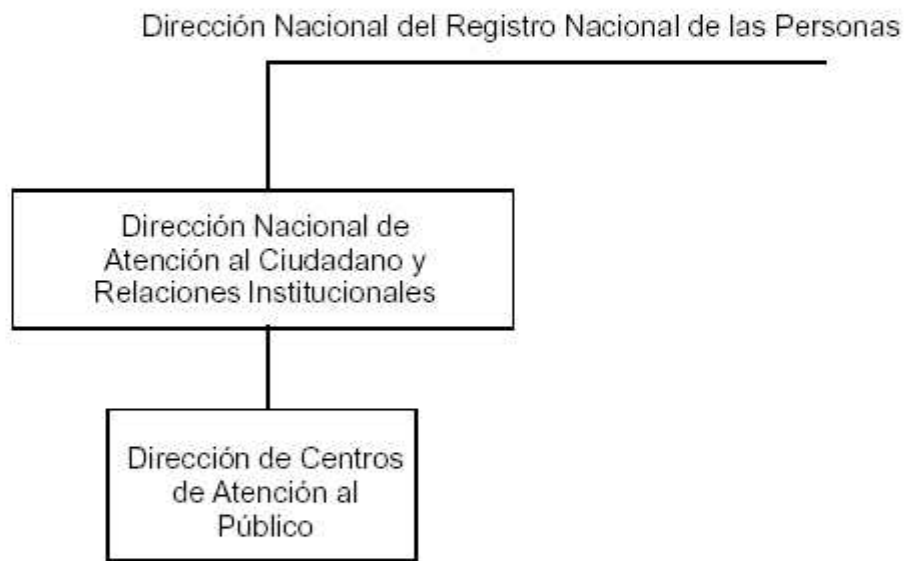 Dirección Nacional del Registro Nacional de las Personas
Dirección Nacional de
Atención al Ciudadano y
Relaciones Institucionales
Dirección de Centros
de Atención al
Público